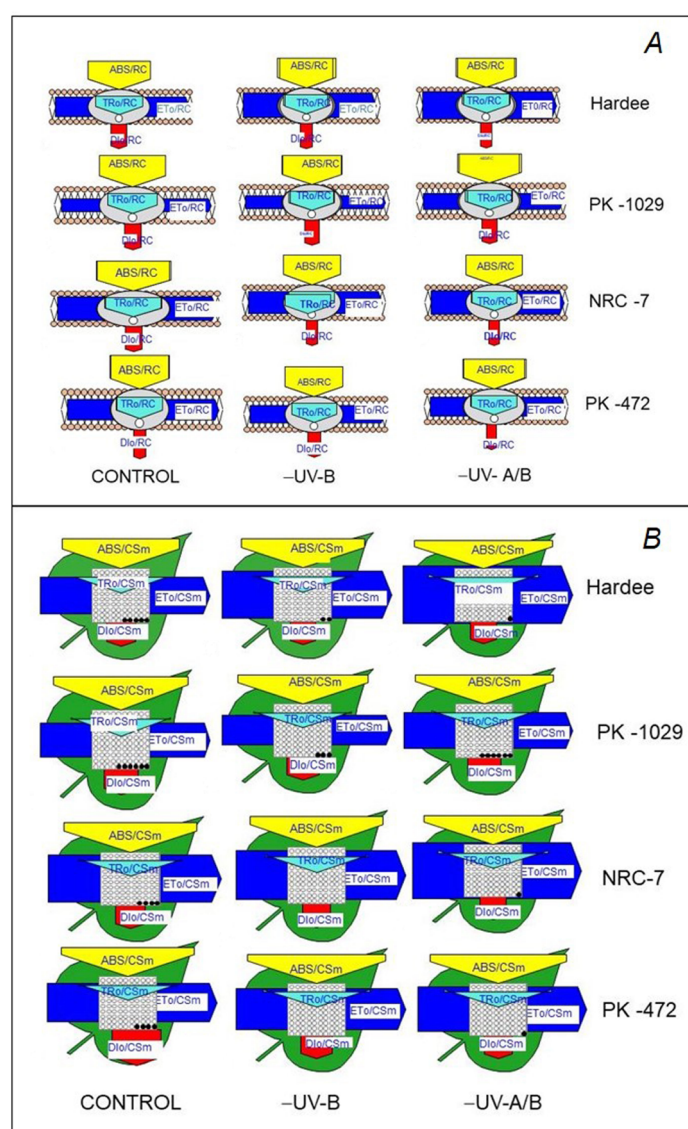 A
ABS/RC ABS/RC ABS/RC
TRo/RC ETo/RC TRo/RC ETo/RC TRo/RC ET0/RC Hardee
DIo/RC DIo/RC
ABS/RC ABS/RC
TRo/RC ETo/RC TRo/RC ETo/RC TRo/RC ETo/RC PK -1029
DIo/RC DIo/RC
ABS/RC ABS/RC ABS/RC
TRo/RC ETo/RC TRo/RC ETo/RC TRo/RC ETo/RC NRC -7
DIo/RC DIo/RC DIo/RC
ABS/RC ABS/RC ABS/RC
TRo/RC ETo/RC TRo/RC ETo/RC TRo/RC ETo/RC PK -472
DIo/RC DIo/RC DIo/RC
CONTROL –UV-B –UV- A/B
B
ABS/CSm ABS/CSm ABS/CSm
TRo/CSm TRo/CSm TRo/CSm Hardee
ETo/CSm ETo/CSm ETo/CSm
DIo/CSm DIo/CSm DIo/CSm
ABS/CSm ABS/CSm ABS/CSm
TRo/CSm TRo/CSm TRo/CSm PK -1029
ETo/CSm ETo/CSm ETo/CSm
DIo/CSm DIo/CSm DIo/CSm
ABS/CSm ABS/CSm ABS/CSm
TRo/CSm TRo/CSm TRo/CSm NRC-7
ETo/CSm ETo/CSm ETo/CSm
DIo/CSm DIo/CSm DIo/CSm
ABS/CSm ABS/CSm ABS/CSm
TRo/CSm TRo/CSm TRo/CSm PK -472
ETo/CSm ETo/CSm ETo/CSm
DIo/CSm DIo/CSm DIo/CSm
CONTROL –UV-B –UV-A/B